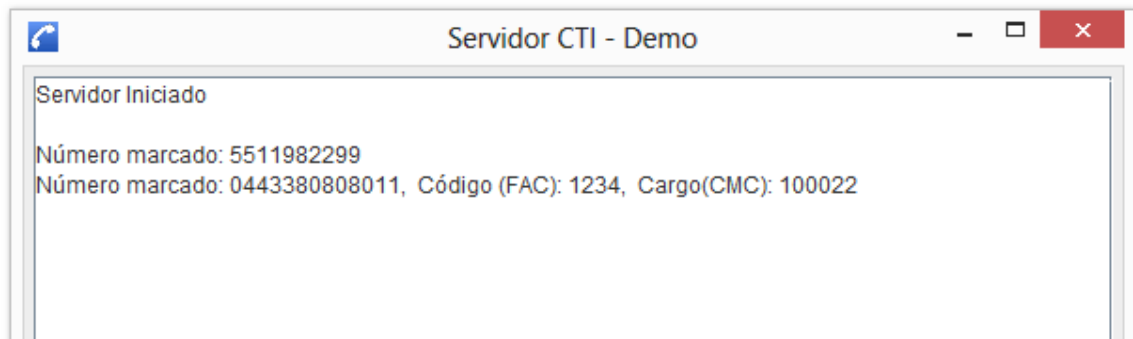 Servidor CTI - Demo
Servidor Iniciado
Número marcado: 5511982299
Número marcado: 0443380808011, Código (FAC): 1234, Cargo(CMC): 100022